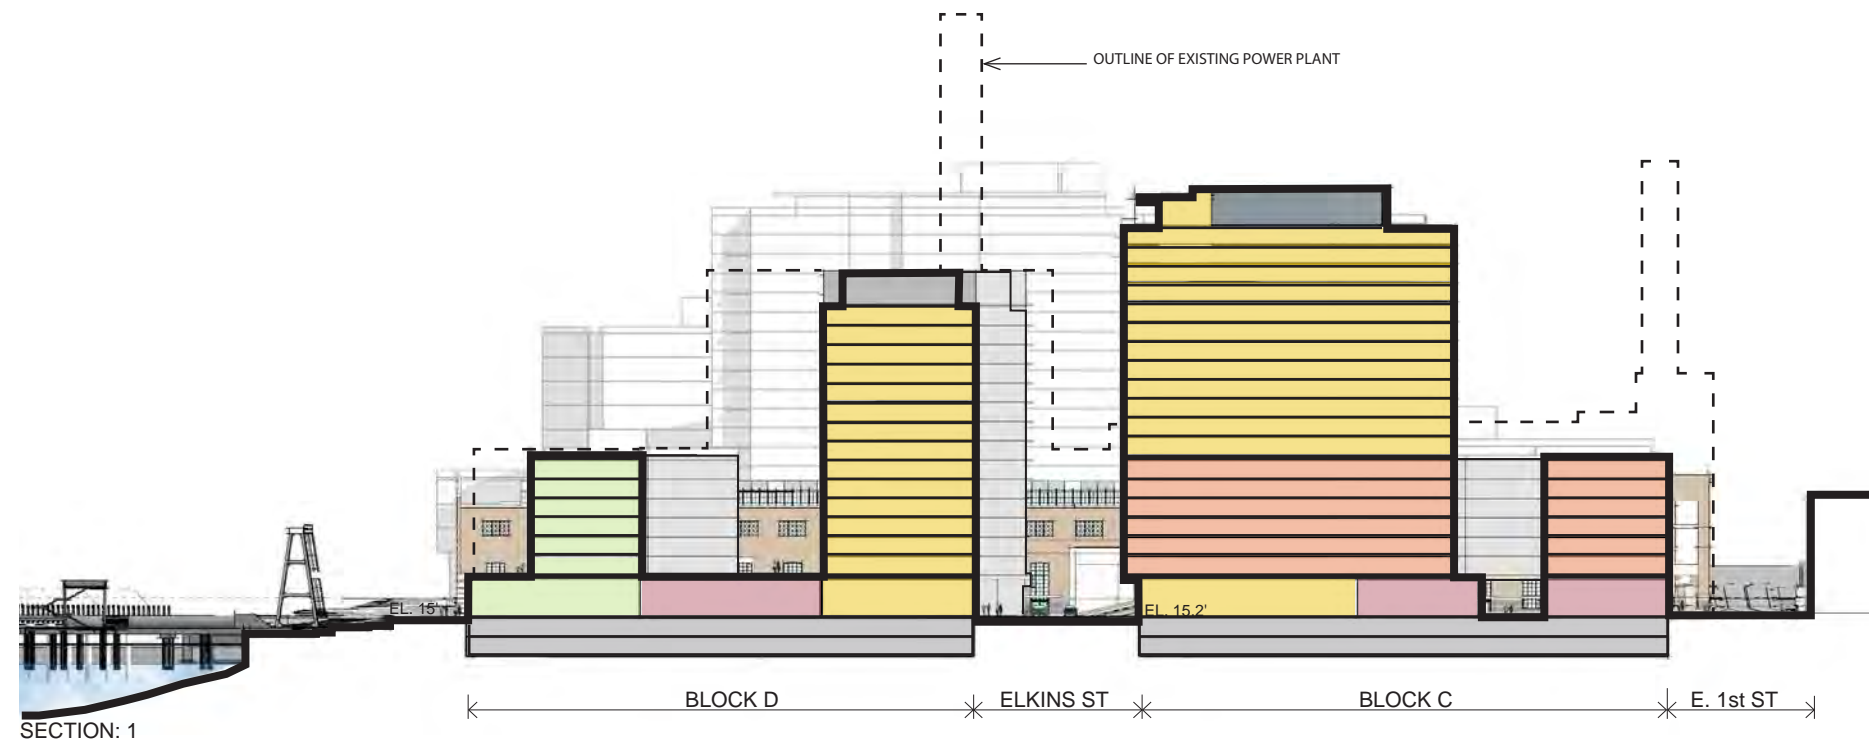 OUTLINE OF EXISTING POWER PLANT
EL. 15'
EL. 15.2'
BLOCK D
ELKINS ST
BLOCK C
E. 1st ST
SECTION: 1